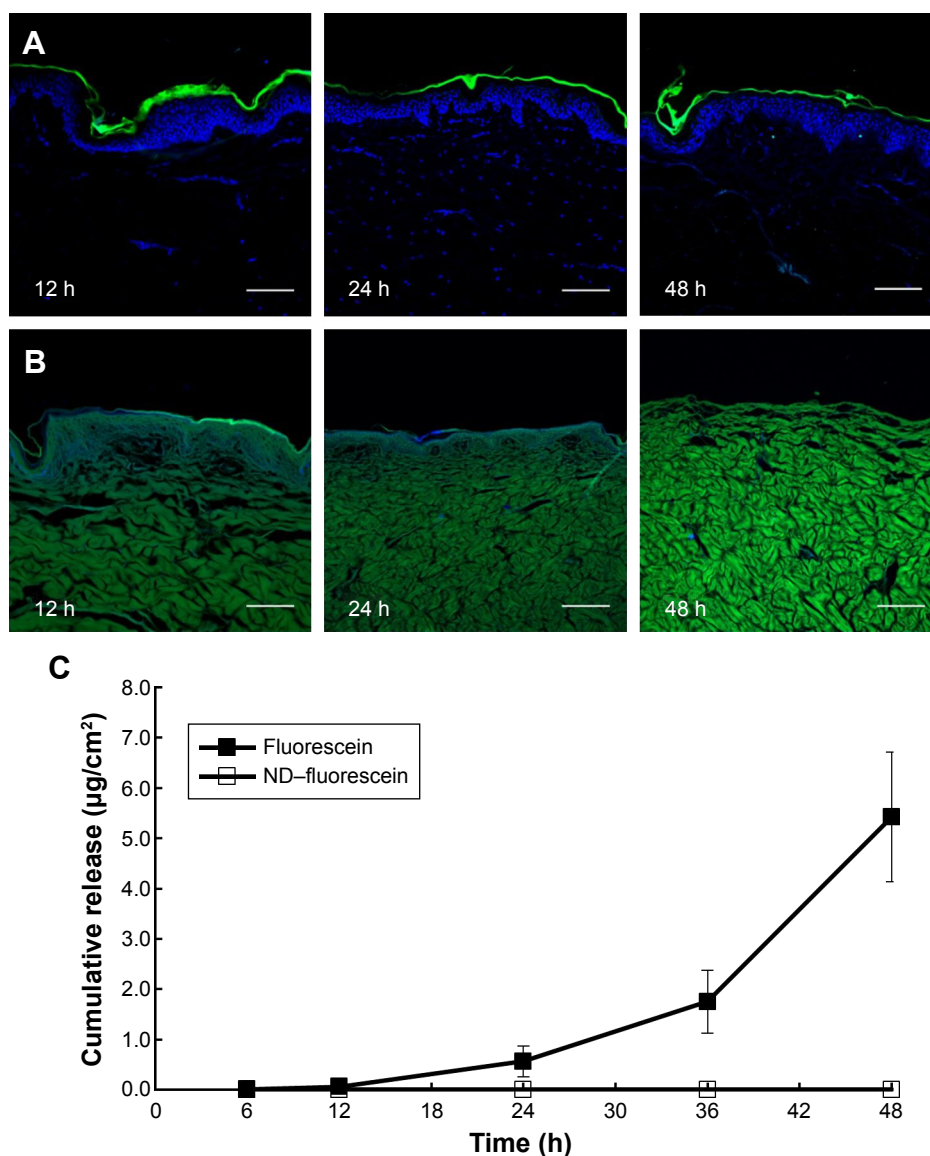 A
12 h
24 h
48 h
B
12 h
24 h
48 h
C
Cumulative release (µg/cm²)
8.0
7.0
6.0
5.0
4.0
3.0
2.0
1.0
0.0
Fluorescein
ND–fluorescein
0 6 12 18 24 30 36 42 48
Time (h)